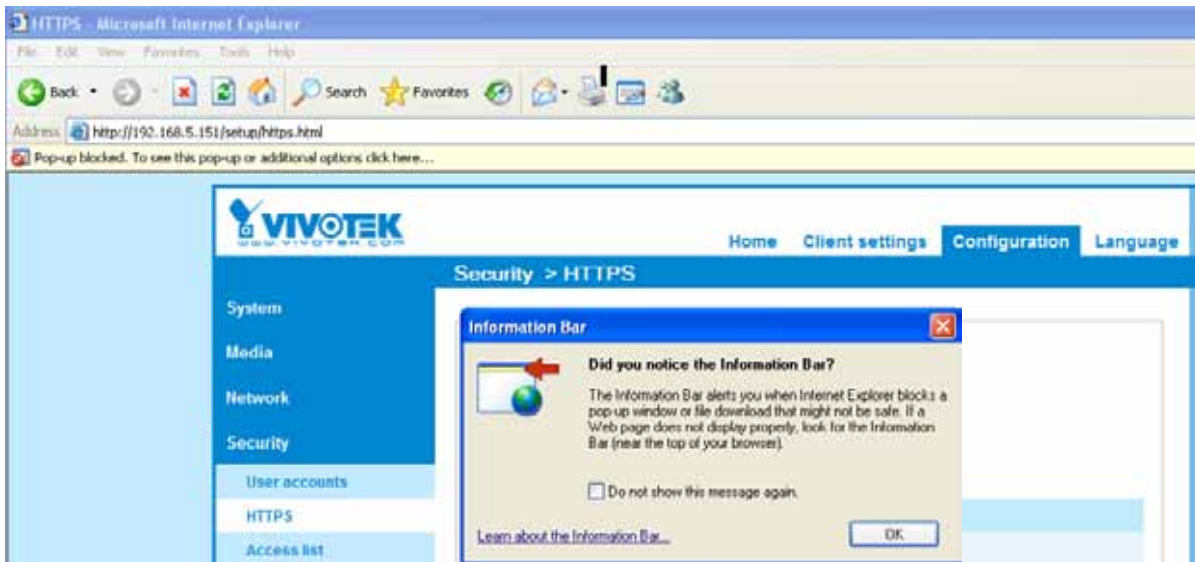 HTTPS - Microsoft Internet Explorer
File Edit View Favorites Tools Help
Back Search Favorites
Address http://192.168.5.151/setup/https.html
Pop-up blocked. To see this pop-up or additional options click here...
VIVOTEK
www.vivotek.com
Home Client settings Configuration Language
Security > HTTPS
System
Media
Network
Security
User accounts
HTTPS
Access list
Information Bar
Did you notice the Information Bar?
The Information Bar alerts you when Internet Explorer blocks a
pop-up window or file download that might not be safe. If a
Web page does not display properly, look for the Information
Bar (near the top of your browser).
Do not show this message again.
Learn about the Information Bar...
OK